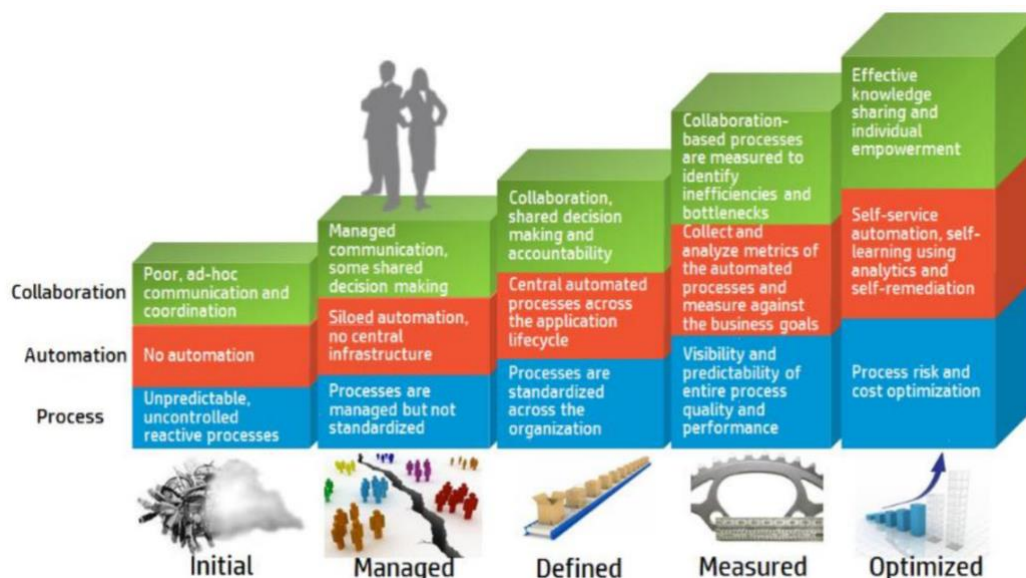 Poor, ad-hoc
communication and
coordination
No automation
Unpredictable,
uncontrolled
reactive processes
Managed
communication,
some shared
decision making
Siloed automation,
no central
infrastructure
Processes are
managed but not
standardized
Collaboration,
shared decision
making and
accountability
Central automated
processes across
the application
lifecycle
Processes are
standardized
across the
organization
Collaboration-
based processes
are measured to
identify
inefficiencies and
bottlenecks
Collect and
analyze metrics of
the automated
processes and
measure against
the business goals
Visibility and
predictability of
entire process
quality and
performance
Effective
knowledge
sharing and
individual
empowerment
Self-service
automation, self-
learning using
analytics and
self-remediation
Process risk and
cost optimization
Collaboration
Automation
Process
Initial
Managed
Defined
Measured
Optimized